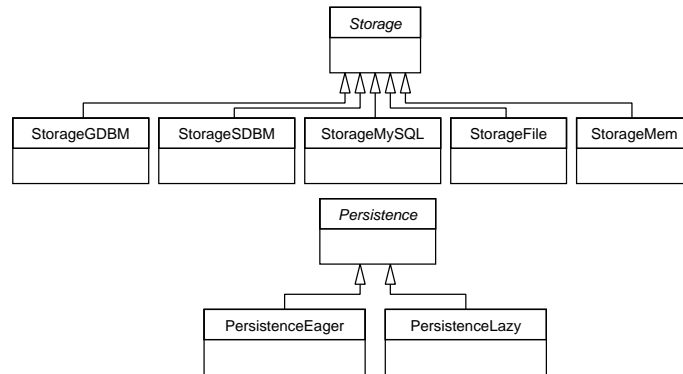 Storage
StorageGDBM StorageSDBM StorageMySQL StorageFile StorageMem
Persistence
PersistenceEager PersistenceLazy